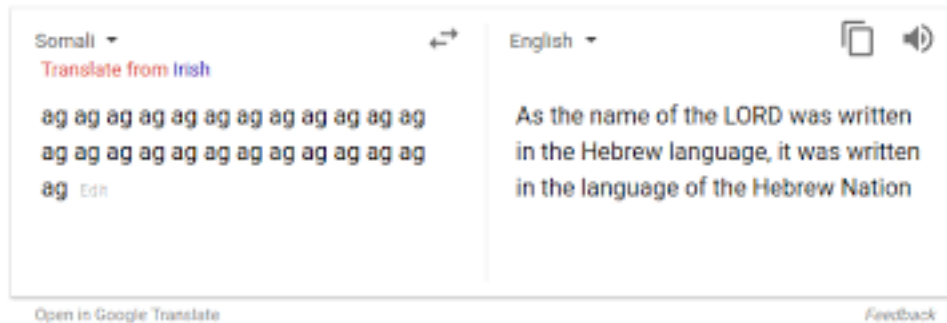 Somali
English
Translate from Irish
ag ag ag ag ag ag ag ag ag ag ag ag
ag ag ag ag ag ag ag ag ag ag ag ag
ag Edit
As the name of the LORD was written
in the Hebrew language, it was written
in the language of the Hebrew Nation
Open in Google Translate
Feedback